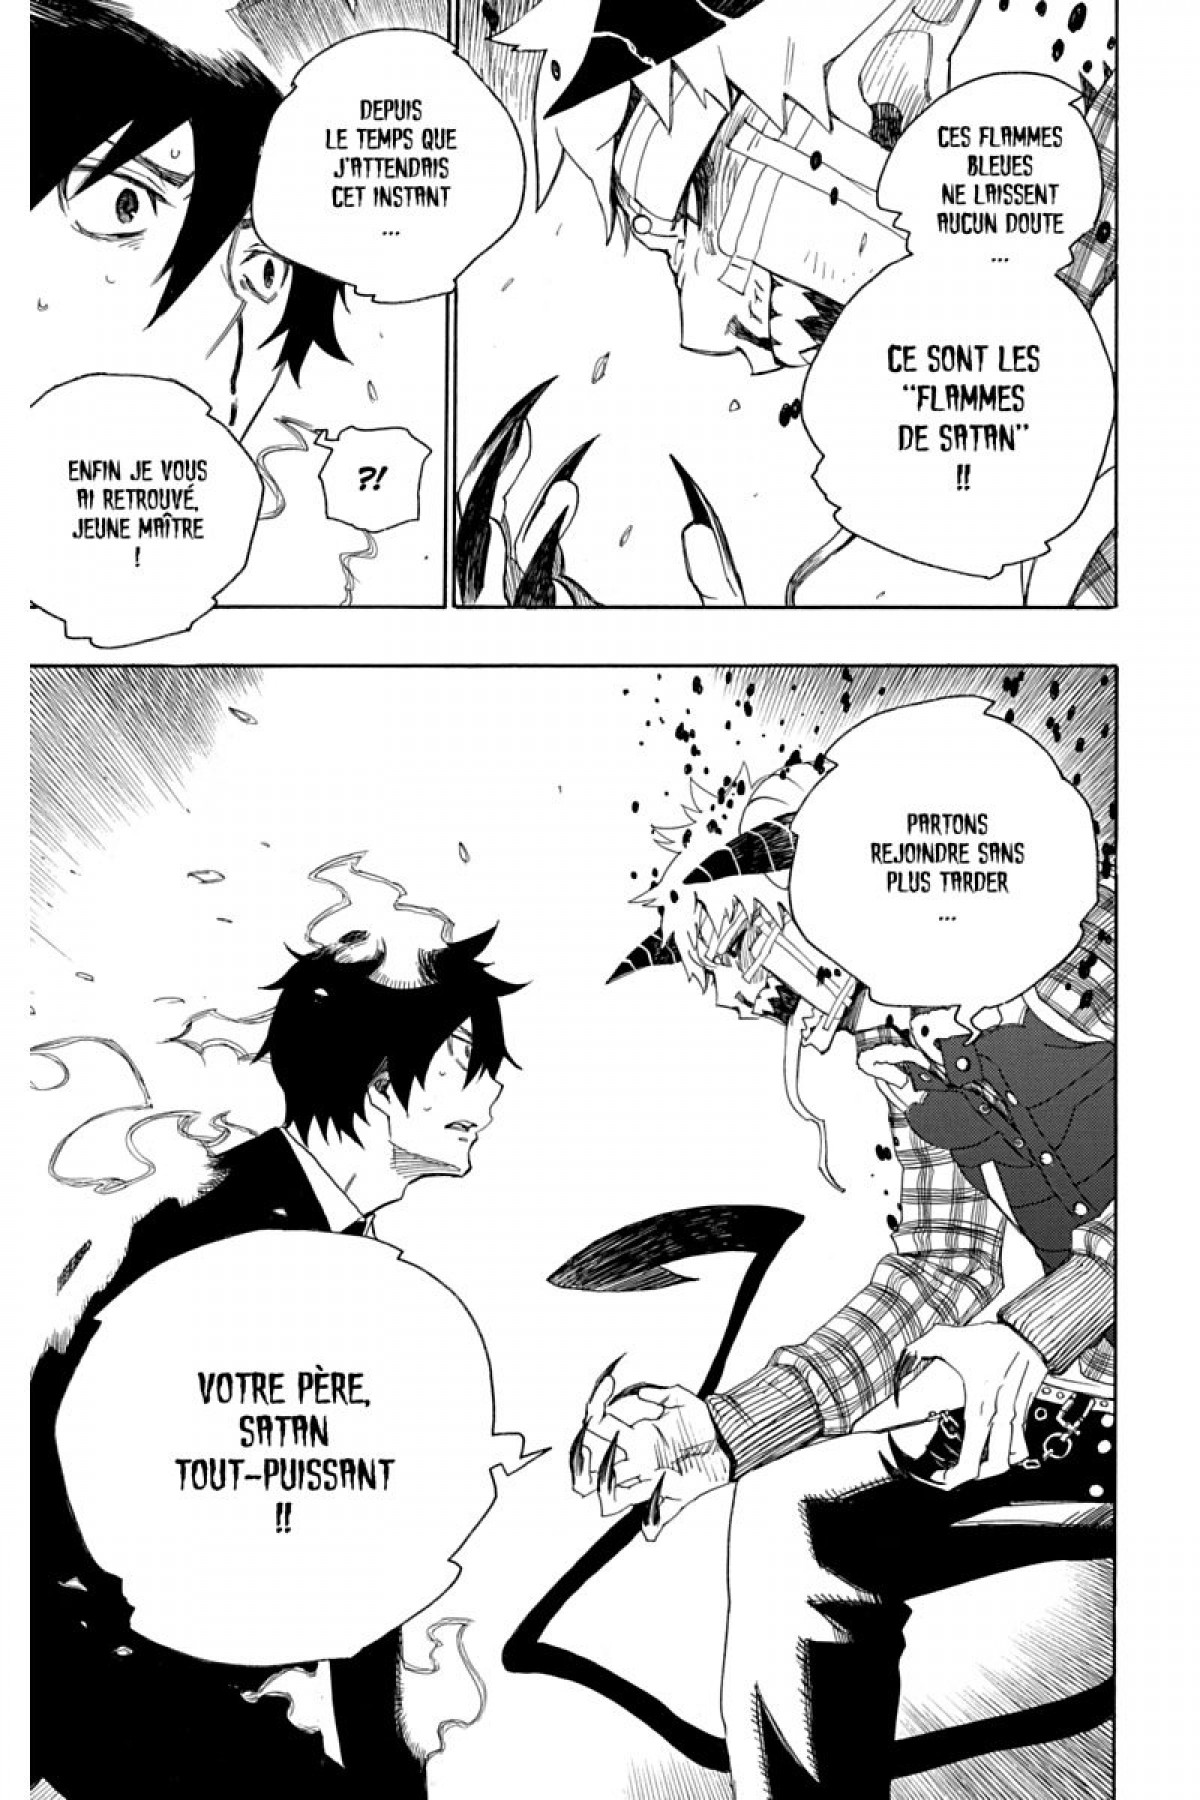 CES FLAMMES
BLEUES
NE LAISSENT
AUCUN DOUTE
...
CE SONT LES
"FLAMMES
DE SATAN"
!!
DEPUIS
LE TEMPS QUE
J'ATTENDAIS
CET INSTANT
...
?!
ENFIN JE VOUS
AI RETROUVÉ,
JEUNE MAÎTRE
!
PARTONS
REJOINDRE SANS
PLUS TARDER
...
VOTRE PÈRE,
SATAN
TOUT-PUISSANT
!!